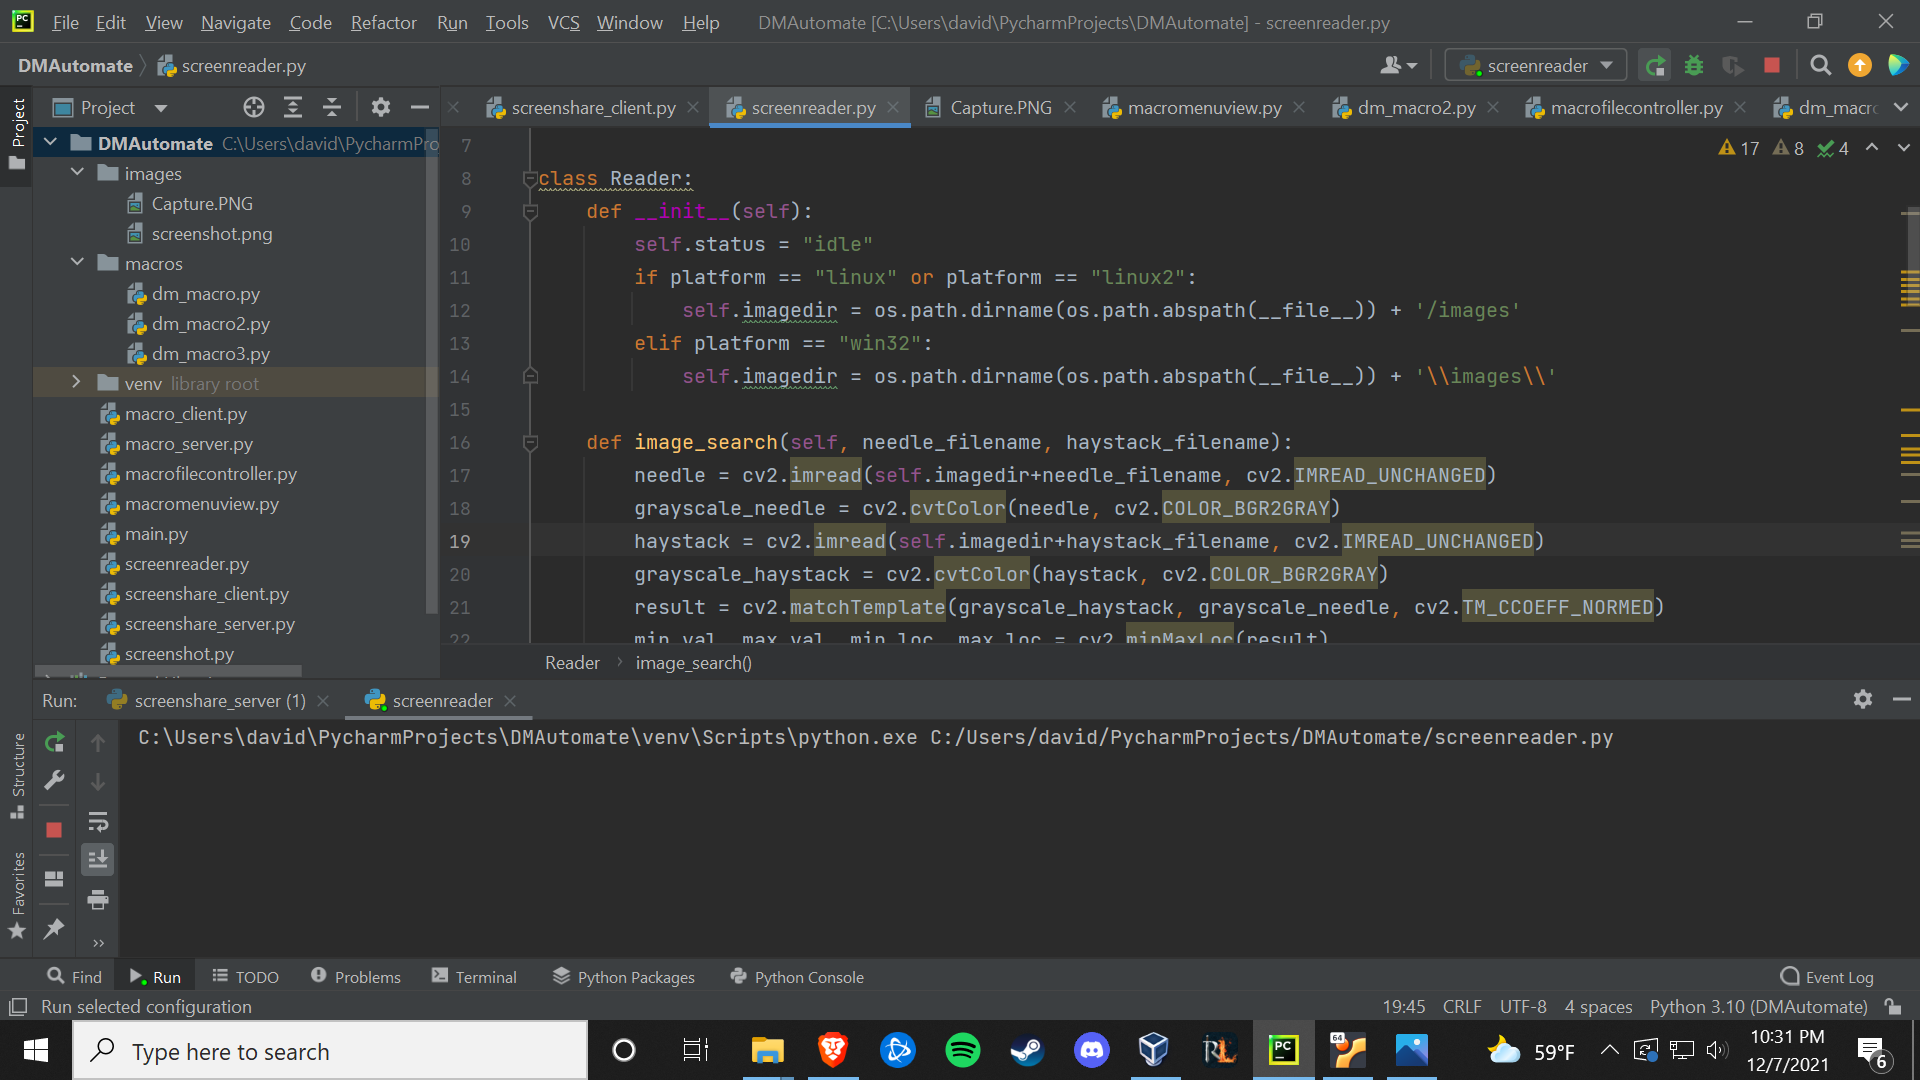 File Edit View Navigate Code Refactor Run Tools VCS Window Help DMAutomate [C:\Users\david\PycharmProjects\DMAutomate] - screenreader.py
DMAutomate screenreader.py screenreader
Project
Project
screenshare_client.py screenreader.py Capture.PNG macromenuview.py dm_macro2.py macrofilecontroller.py dm_macro
DMAutomate C:\Users\david\PycharmPro
images
Capture.PNG
screenshot.png
macros
dm_macro.py
dm_macro2.py
dm_macro3.py
venv library root
macro_client.py
macro_server.py
macrofilecontroller.py
macromenuview.py
main.py
screenreader.py
screenshare_client.py
screenshare_server.py
screenshot.py
17 8 4
7
8 class Reader:
9 def __init__(self):
10 self.status = "idle"
11 if platform == "linux" or platform == "linux2":
12 self.imagedir = os.path.dirname(os.path.abspath(__file__)) + '/images'
13 elif platform == "win32":
14 self.imagedir = os.path.dirname(os.path.abspath(__file__)) + '\\images\\'
15
16 def image_search(self, needle_filename, haystack_filename):
17 needle = cv2.imread(self.imagedir+needle_filename, cv2.IMREAD_UNCHANGED)
18 grayscale_needle = cv2.cvtColor(needle, cv2.COLOR_BGR2GRAY)
19 haystack = cv2.imread(self.imagedir+haystack_filename, cv2.IMREAD_UNCHANGED)
20 grayscale_haystack = cv2.cvtColor(haystack, cv2.COLOR_BGR2GRAY)
21 result = cv2.matchTemplate(grayscale_haystack, grayscale_needle, cv2.TM_CCOEFF_NORMED)
22 min_val, max_val, min_loc, max_loc = cv2.minMaxLoc(result)
Reader image_search()
Run: screenshare_server (1) screenreader
C:\Users\david\PycharmProjects\DMAutomate\venv\Scripts\python.exe C:/Users/david/PycharmProjects/DMAutomate/screenreader.py
Structure
Favorites
Find Run TODO Problems Terminal Python Packages Python Console Event Log
Run selected configuration 19:45 CRLF UTF-8 4 spaces Python 3.10 (DMAutomate)
Type here to search
PC
64
59°F
10:31 PM
12/7/2021
6